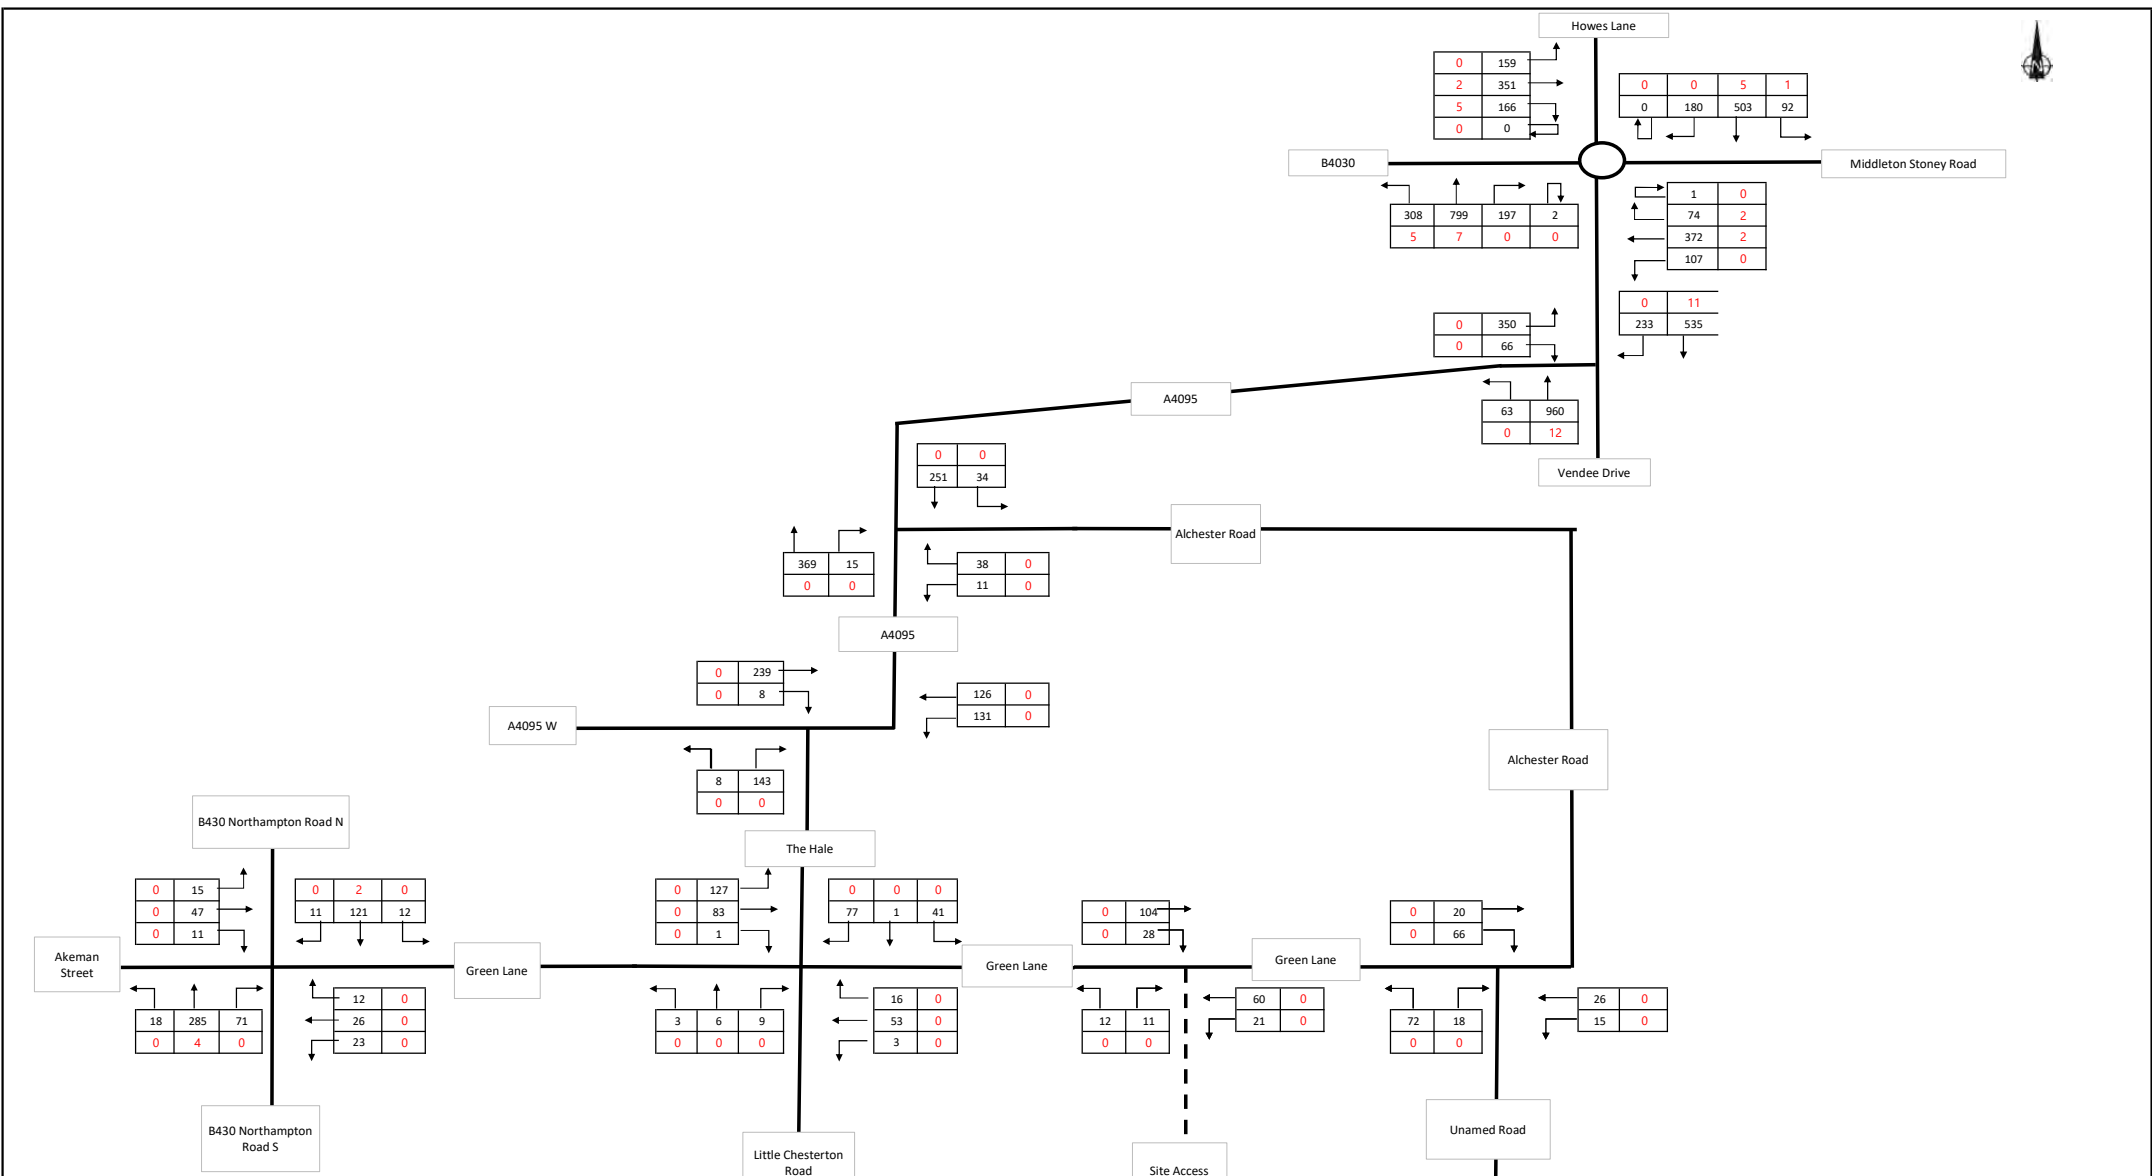 Howes Lane
0 159
2 351
5 166
0 0
0 0 5 1
0 180 503 92
B4030
Middleton Stoney Road
308 799 197 2
5 7 0 0
1 0
74 2
372 2
107 0
0 11
233 535
0 350
0 66
A4095
63 960
0 12
Vendee Drive
0 0
251 34
Alchester Road
369 15
0 0
38 0
11 0
A4095
0 239
0 8
126 0
131 0
A4095 W
8 143
0 0
Alchester Road
B430 Northampton Road N
The Hale
0 15
0 47
0 11
0 2 0
11 121 12
0 127
0 83
0 1
0 0 0
77 1 41
0 104
0 28
0 20
0 66
Akeman
Street
Green Lane
Green Lane
Green Lane
18 285 71
0 4 0
12 0
26 0
23 0
3 6 9
0 0 0
16 0
53 0
3 0
12 11
0 0
60 0
21 0
72 18
0 0
26 0
15 0
B430 Northampton
Road S
Little Chesterton
Road
Site Access
Unamed Road